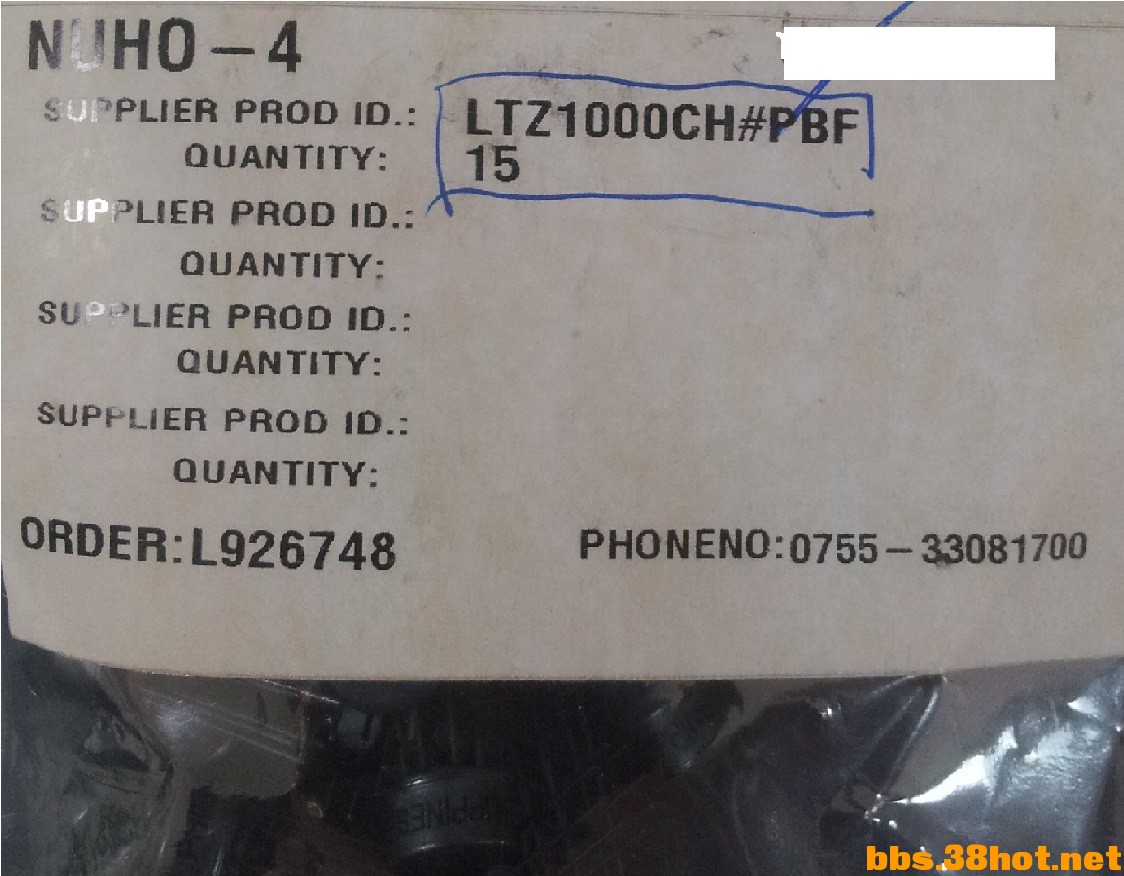 NUHO-4
SUPPLIER PROD ID.: LTZ1000CH#PBF
QUANTITY: 15
SUPPLIER PROD ID.:
QUANTITY:
SUPPLIER PROD ID.:
QUANTITY:
SUPPLIER PROD ID.:
QUANTITY:
ORDER:L926748 PHONENO:0755-33081700
bbs.38hot.net